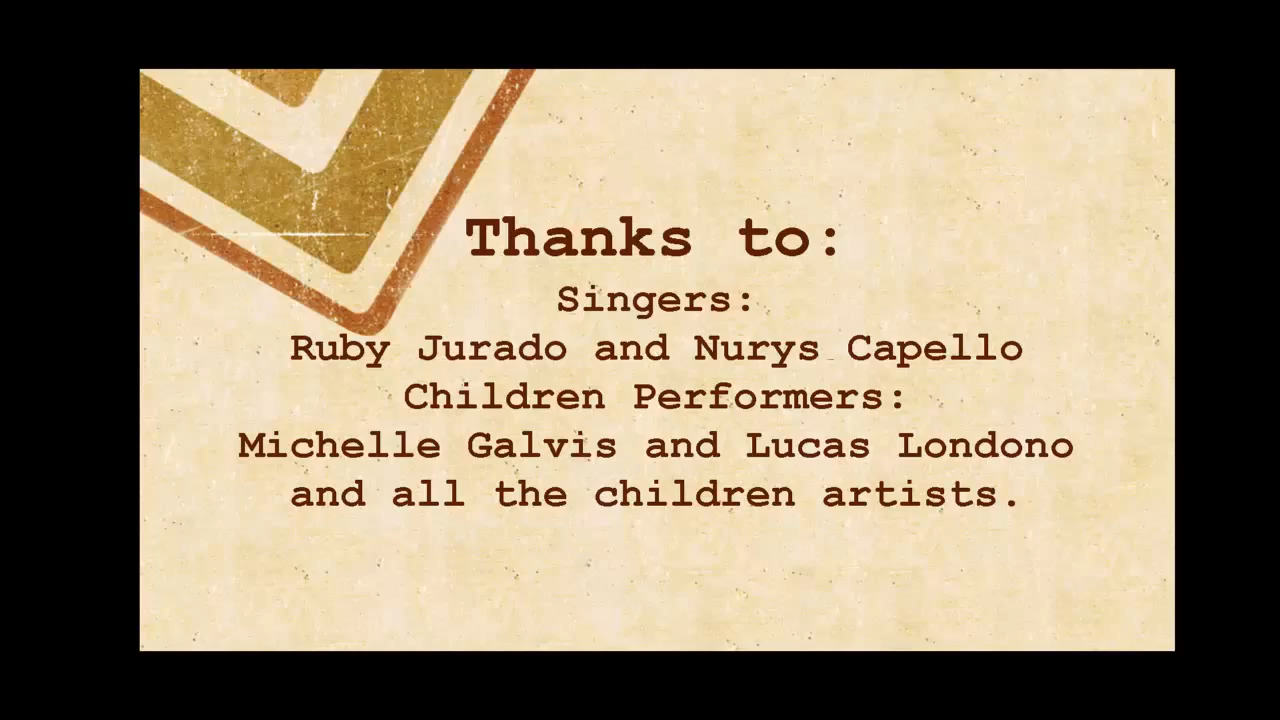 Thanks to:
Singers:
Ruby Jurado and Nurys Capello
Children Performers:
Michelle Galvis and Lucas Londono
and all the children artists.